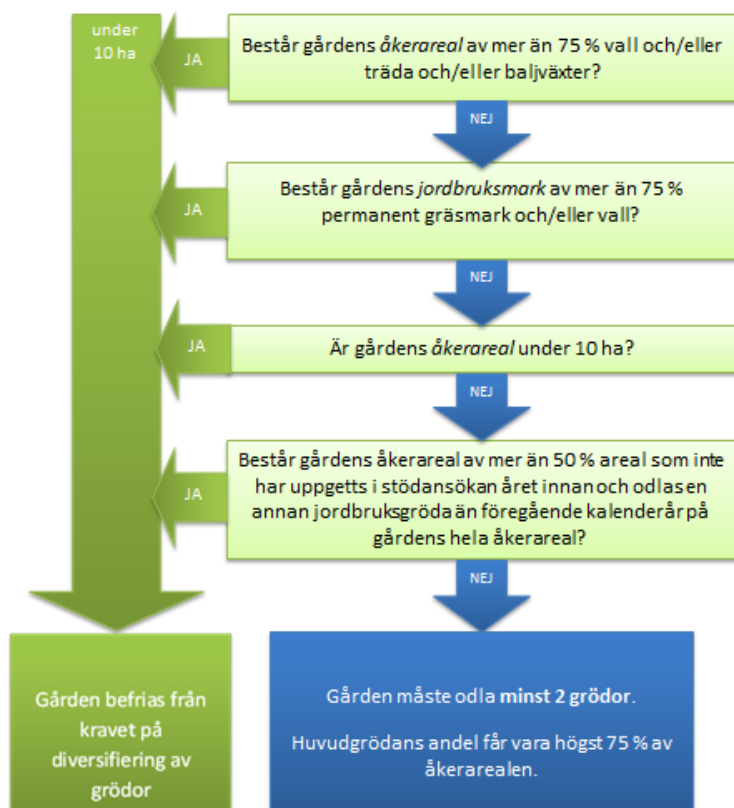 under
10 ha
JA
Består gårdens åkerareal av mer än 75 % vall och/eller
träda och/eller baljväxter?
NEJ
JA
Består gårdens jordbruksmark av mer än 75 %
permanent gräsmark och/eller vall?
NEJ
JA
Är gårdens åkerareal under 10 ha?
NEJ
JA
Består gårdens åkerareal av mer än 50 % areal som inte
har uppgetts i stödansökan året innan och odlas en
annan jordbruksgröda än föregående kalenderår på
gårdens hela åkerareal?
NEJ
Gården befrias från
kravet på
diversifiering av
grödor
Gården måste odla minst 2 grödor.
Huvudgrödans andel får vara högst 75 % av
åkerarealen.